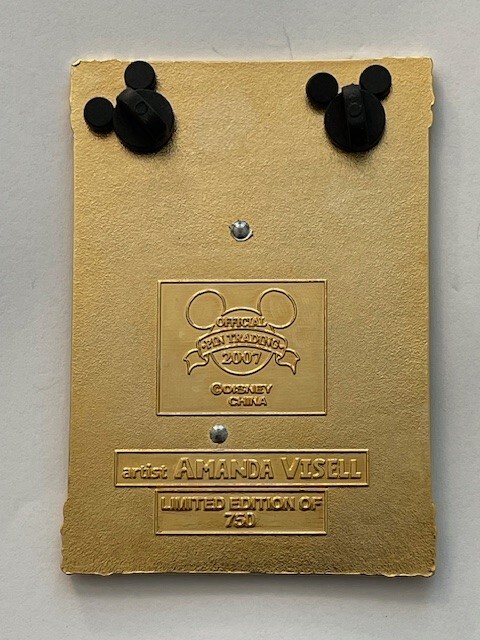 OFFICIAL
PIN TRADING
2007
©DISNEY
CHINA
artist AMANDA VISELL
LIMITED EDITION OF
750